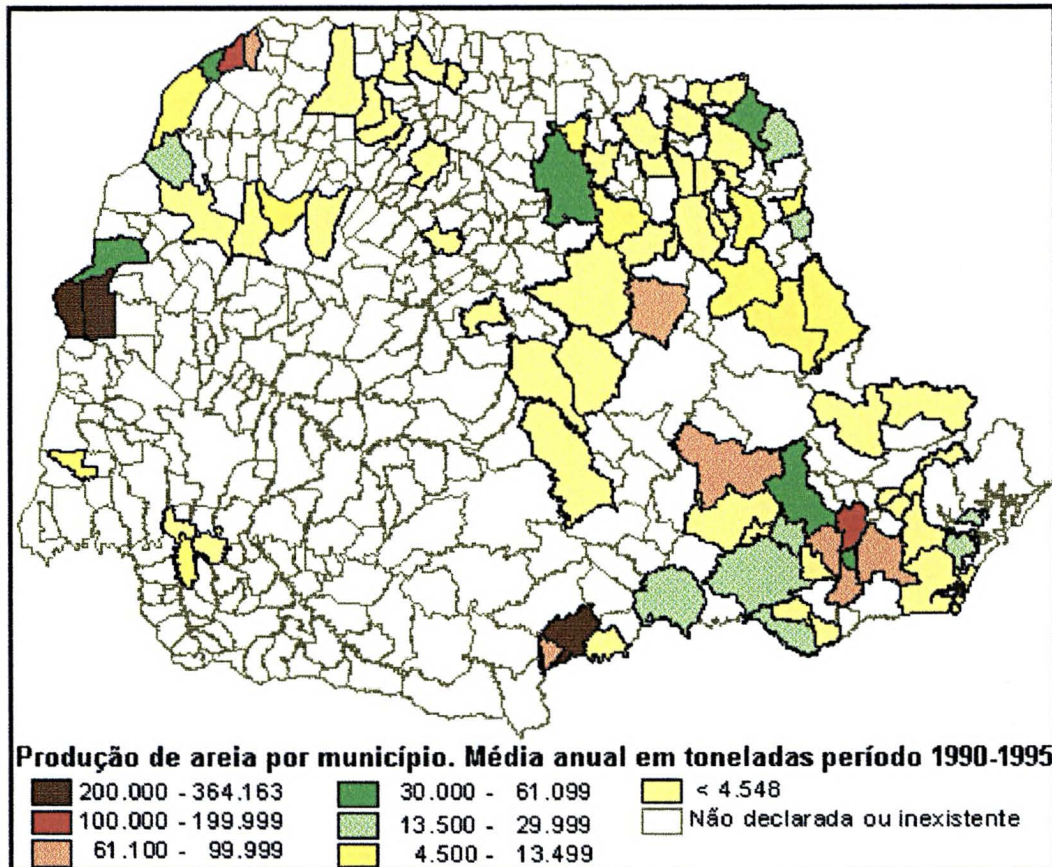 Produção de areia por município. Média anual em toneladas período 1990-1995
200.000 - 364.163
100.000 - 199.999
61.100 - 99.999
30.000 - 61.099
13.500 - 29.999
4.500 - 13.499
< 4.548
Não declarada ou inexistente